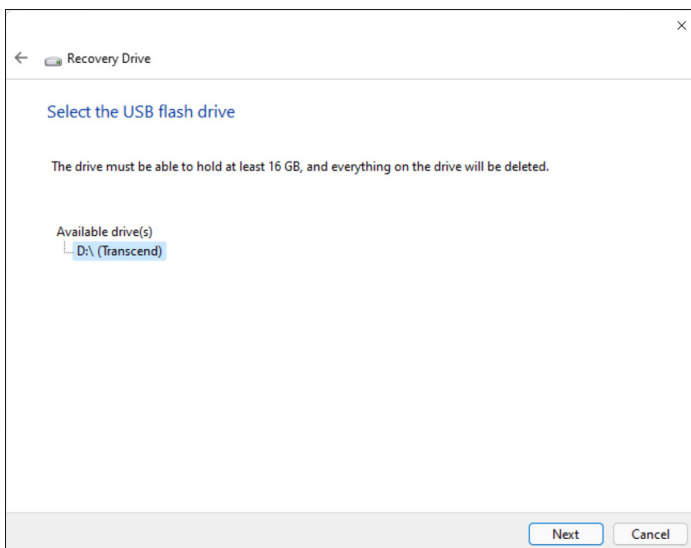 Recovery Drive
Select the USB flash drive
The drive must be able to hold at least 16 GB, and everything on the drive will be deleted.
Available drive(s)
D:\ (Transcend)
Next Cancel